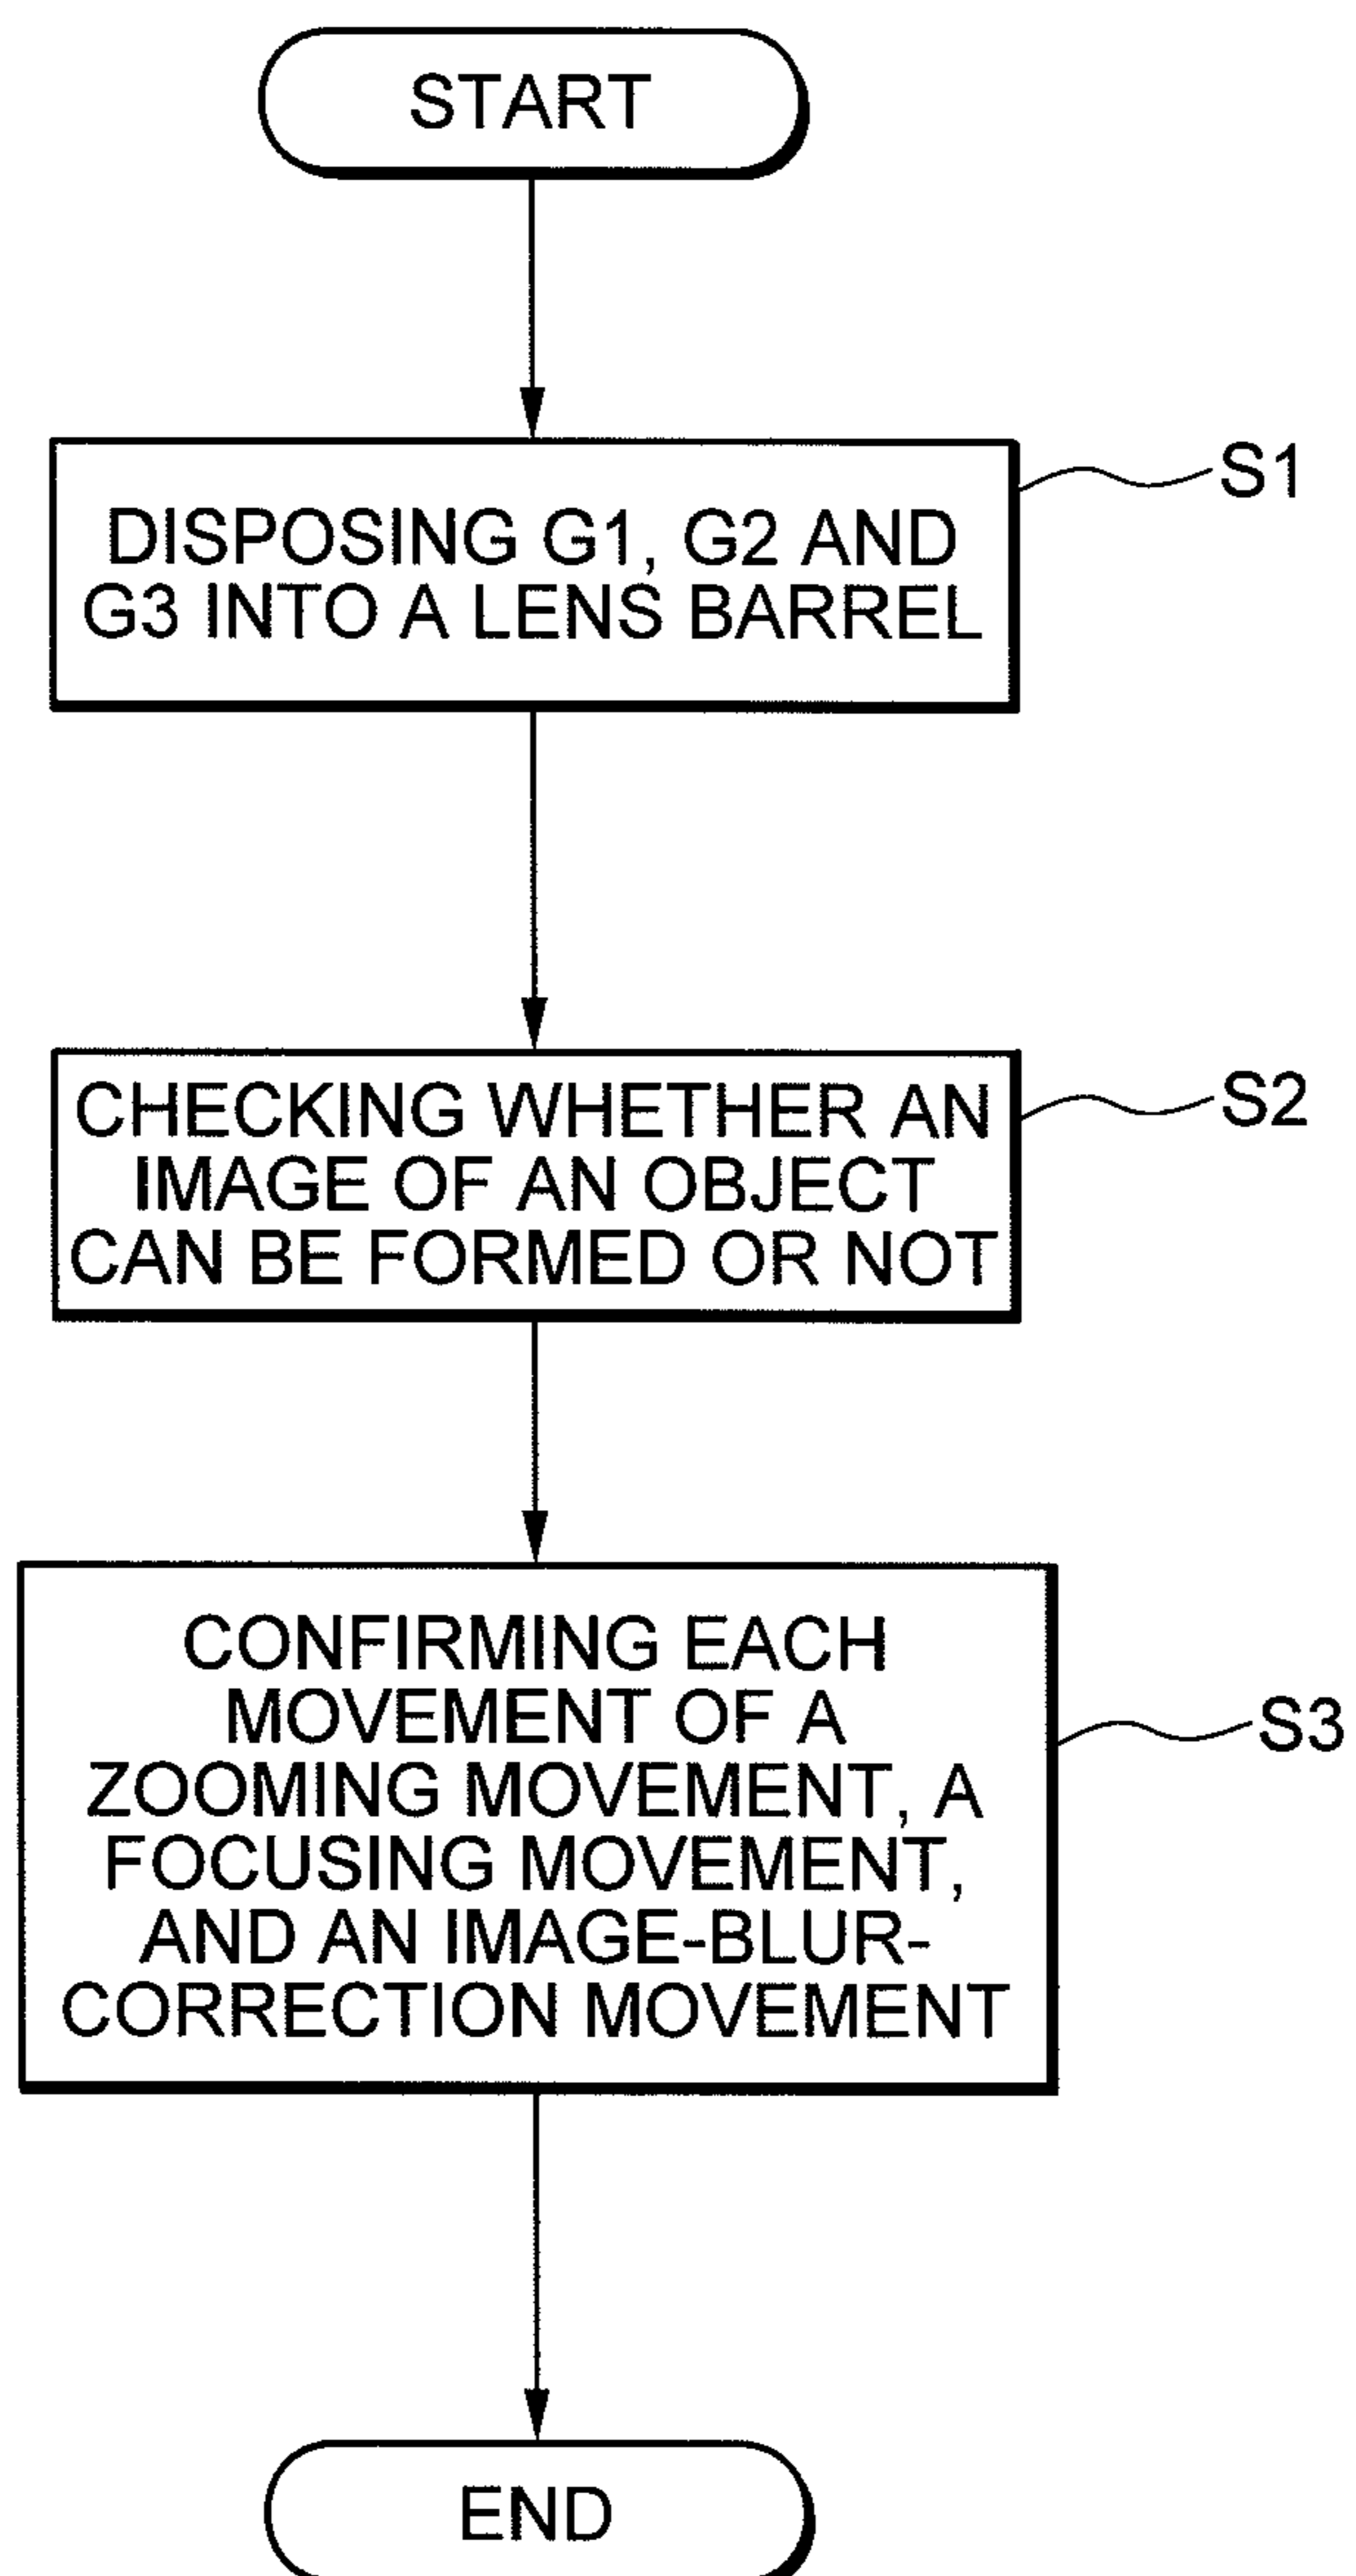 START
DISPOSING G1, G2 AND
G3 INTO A LENS BARREL
S1
CHECKING WHETHER AN
IMAGE OF AN OBJECT
CAN BE FORMED OR NOT
S2
CONFIRMING EACH
MOVEMENT OF A
ZOOMING MOVEMENT, A
FOCUSING MOVEMENT,
AND AN IMAGE-BLUR-
CORRECTION MOVEMENT
S3
END